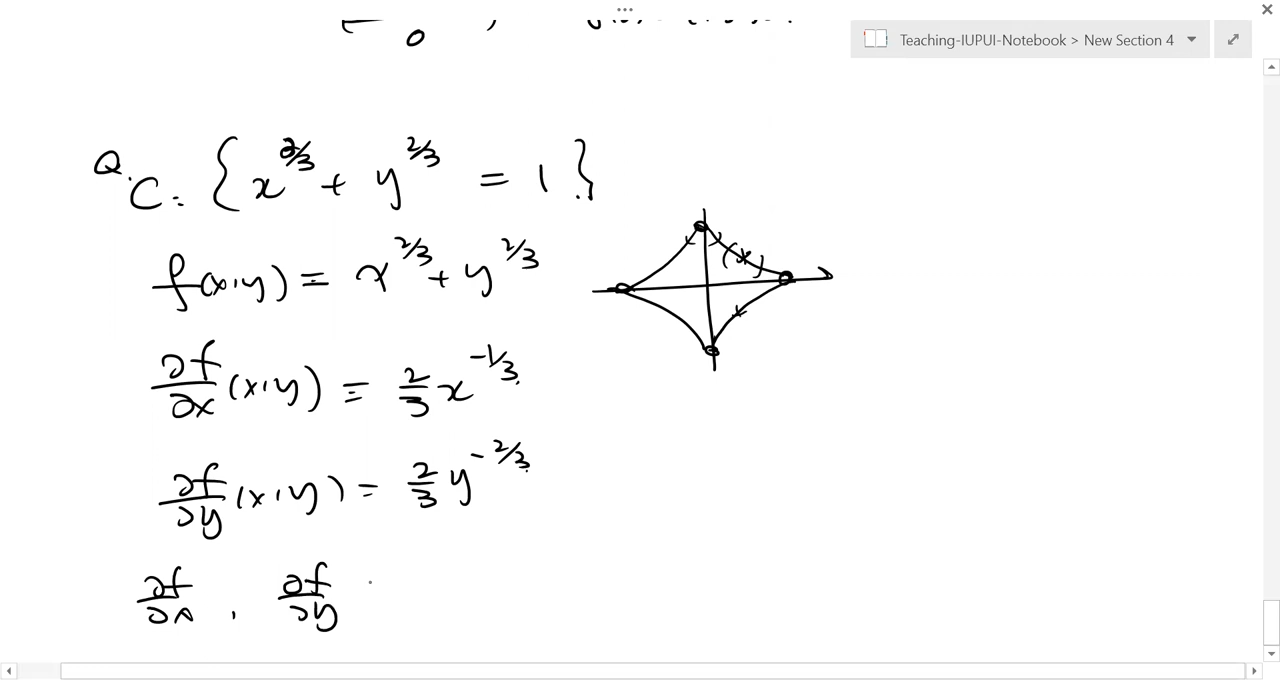 Teaching-IUPUI-Notebook > New Section 4
0 ,
Q. C = { x^{2/3} + y^{2/3} = 1 }
f(x,y) = x^{2/3} + y^{2/3}
(x)
∂f/∂x (x,y) = 2/3 x^{-1/3}.
∂f/∂y (x,y) = 2/3 y^{-2/3}.
∂f/∂x , ∂f/∂y